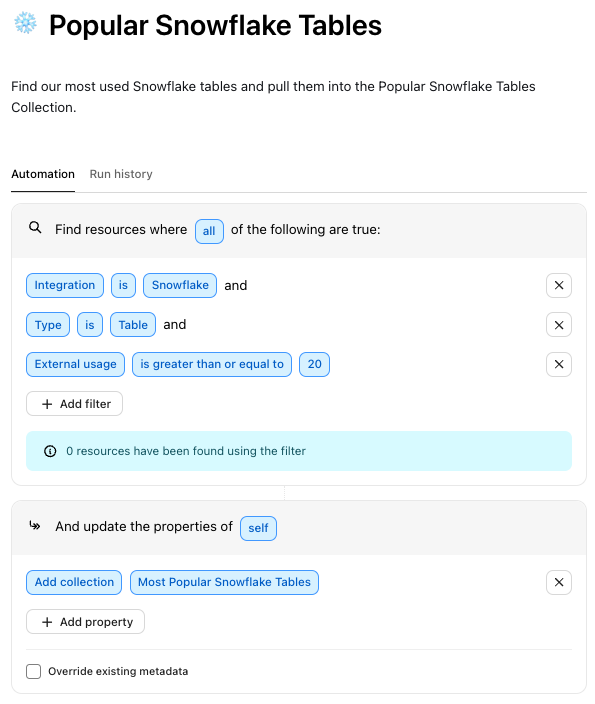 Popular Snowflake Tables
Find our most used Snowflake tables and pull them into the Popular Snowflake Tables
Collection.
Automation Run history
Find resources where all of the following are true:
Integration is Snowflake and
Type is Table and
External usage is greater than or equal to 20
+ Add filter
0 resources have been found using the filter
And update the properties of self
Add collection Most Popular Snowflake Tables
+ Add property
Override existing metadata